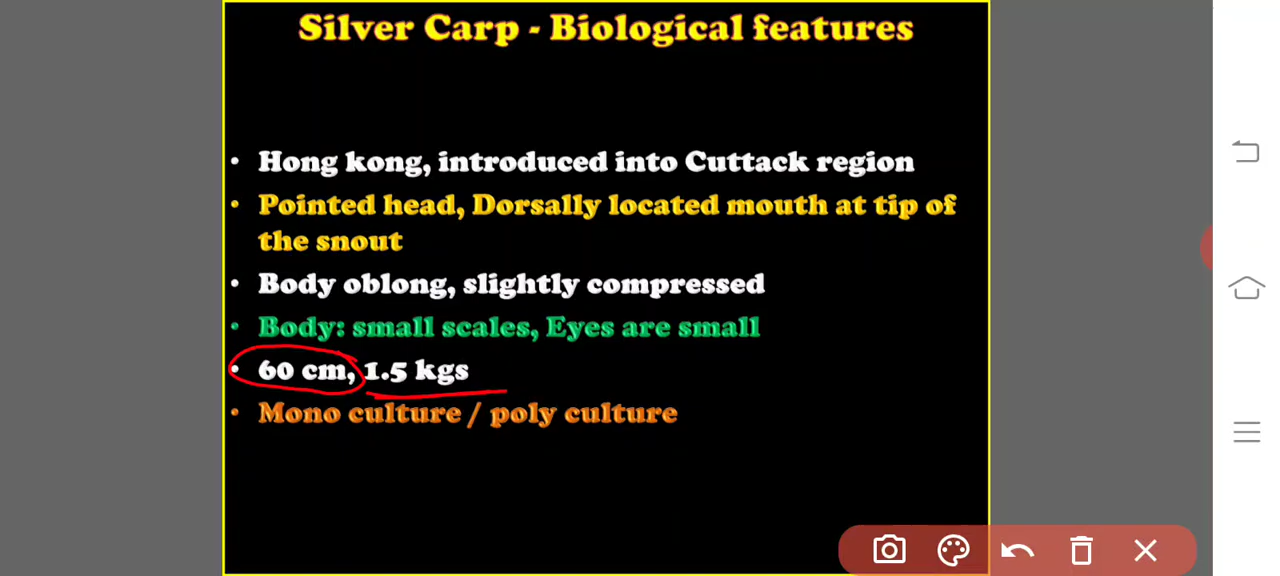 Silver Carp - Biological features
• Hong kong, introduced into Cuttack region
• Pointed head, Dorsally located mouth at tip of
the snout
• Body oblong, slightly compressed
• Body: small scales, Eyes are small
• 60 cm, 1.5 kgs
• Mono culture / poly culture